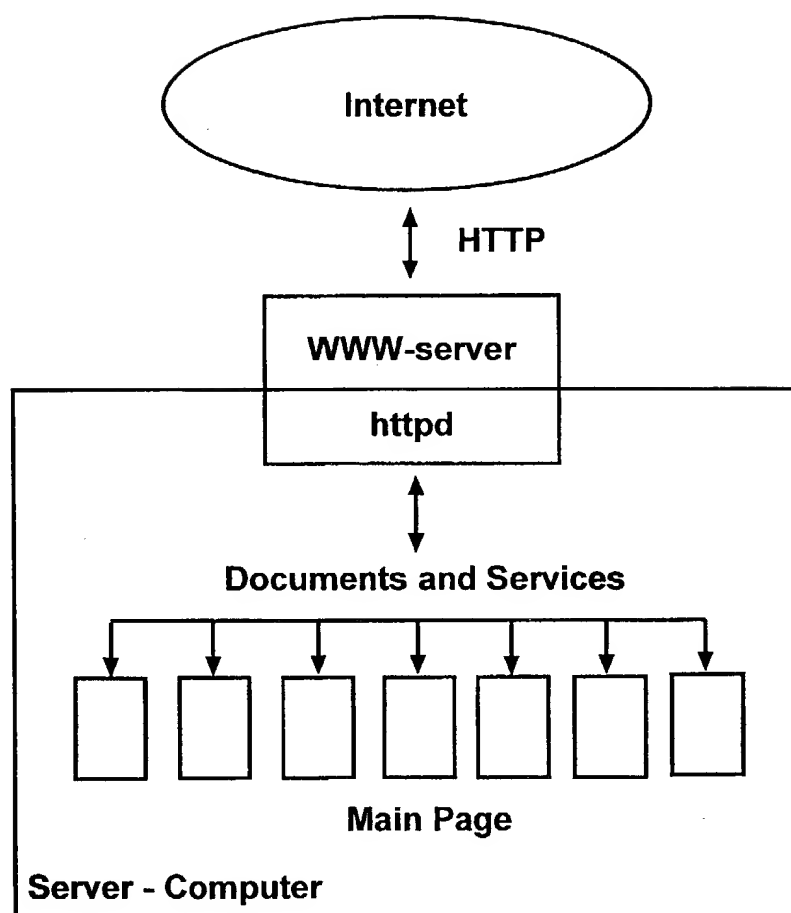 Internet
HTTP
WWW-server
httpd
Documents and Services
Main Page
Server - Computer